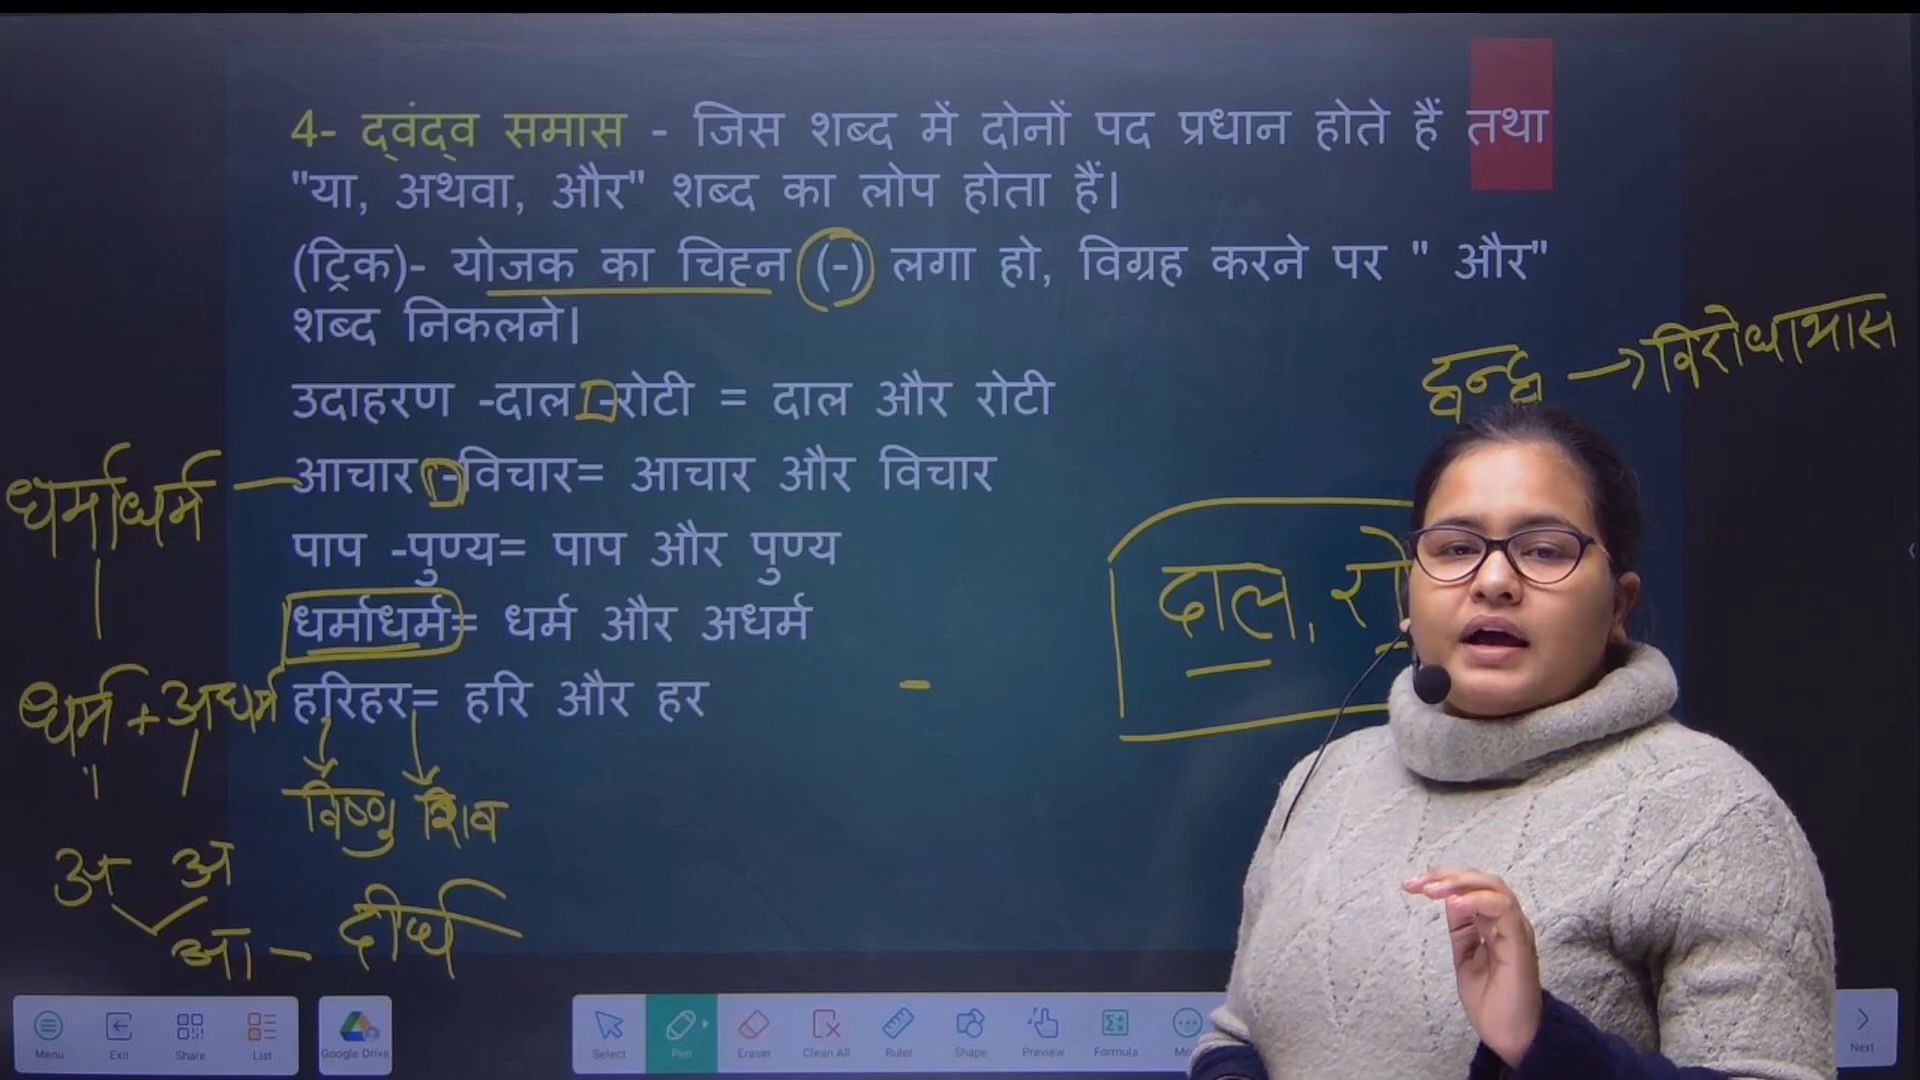 4- द्वंद्व समास - जिस शब्द में दोनों पद प्रधान होते हैं तथा
"या, अथवा, और" शब्द का लोप होता हैं।
(ट्रिक)- योजक का चिह्न (-) लगा हो, विग्रह करने पर " और"
शब्द निकलने।
द्वन्द्व → विरोधाभास
उदाहरण -दाल -रोटी = दाल और रोटी
धर्माधर्म -
आचार -विचार= आचार और विचार
पाप -पुण्य= पाप और पुण्य
दाल,
धर्माधर्म= धर्म और अधर्म
धर्म + अधर्म
हरिहर= हरि और हर
विष्णु शिव
अ अ
आ - दीर्घ
Menu Exit Share List Google Drive Select Pen Eraser Clean All Ruler Shape Preview Formula Next